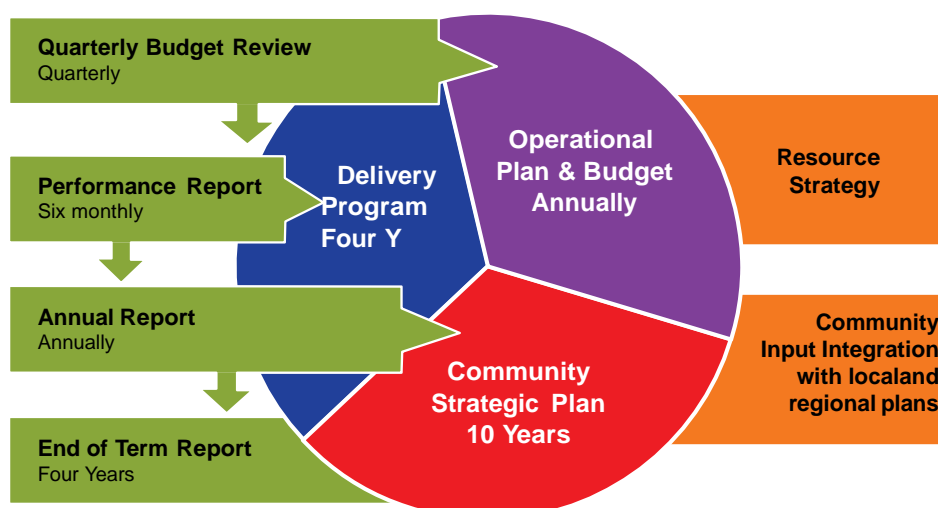 Quarterly Budget Review
Quarterly
Performance Report
Six monthly
Annual Report
Annually
End of Term Report
Four Years
Delivery
Program
Four Y
Operational
Plan & Budget
Annually
Community
Strategic Plan
10 Years
Resource
Strategy
Community
Input Integration
with localand
regional plans